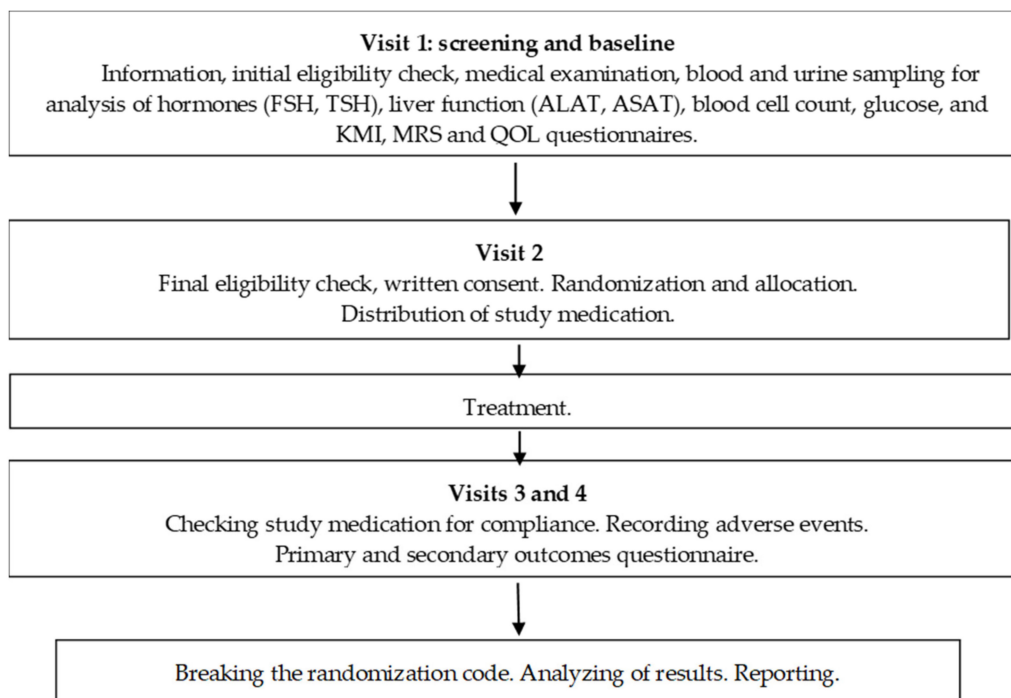 Visit 1: screening and baseline
Information, initial eligibility check, medical examination, blood and urine sampling for
analysis of hormones (FSH, TSH), liver function (ALAT, ASAT), blood cell count, glucose, and
KMI, MRS and QOL questionnaires.
Visit 2
Final eligibility check, written consent. Randomization and allocation.
Distribution of study medication.
Treatment.
Visits 3 and 4
Checking study medication for compliance. Recording adverse events.
Primary and secondary outcomes questionnaire.
Breaking the randomization code. Analyzing of results. Reporting.